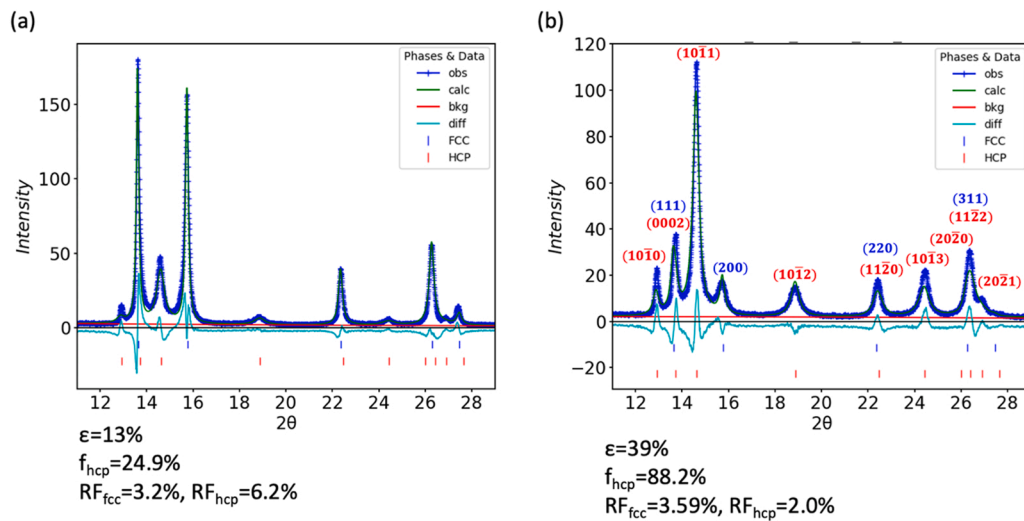 (a)
Intensity
150
100
50
0
12 14 16 18 20 22 24 26 28
2θ
Phases & Data
obs
calc
bkg
diff
FCC
HCP
ε=13%
f_hcp=24.9%
RF_fcc=3.2%, RF_hcp=6.2%
(b)
Intensity
120
100
80
60
40
20
0
−20
12 14 16 18 20 22 24 26 28
2θ
Phases & Data
obs
calc
bkg
diff
FCC
HCP
(101̄1)
(111)
(0002)
(101̄0)
(200)
(101̄2)
(220)
(112̄0)
(101̄3)
(311)
(112̄2)
(202̄0)
(202̄1)
ε=39%
f_hcp=88.2%
RF_fcc=3.59%, RF_hcp=2.0%